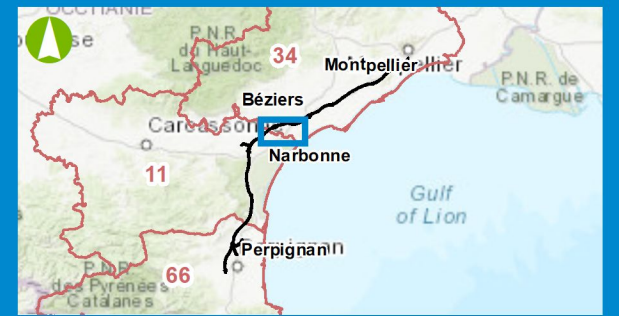 OCCITANIE
P.N.R.
du Haut-
Languedoc
34
Montpellier
P.N.R. de
Camargue
Béziers
Carcassonne
Narbonne
11
Gulf
of Lion
Perpignan
66
P.N.R.
des Pyrénées
Catalanes